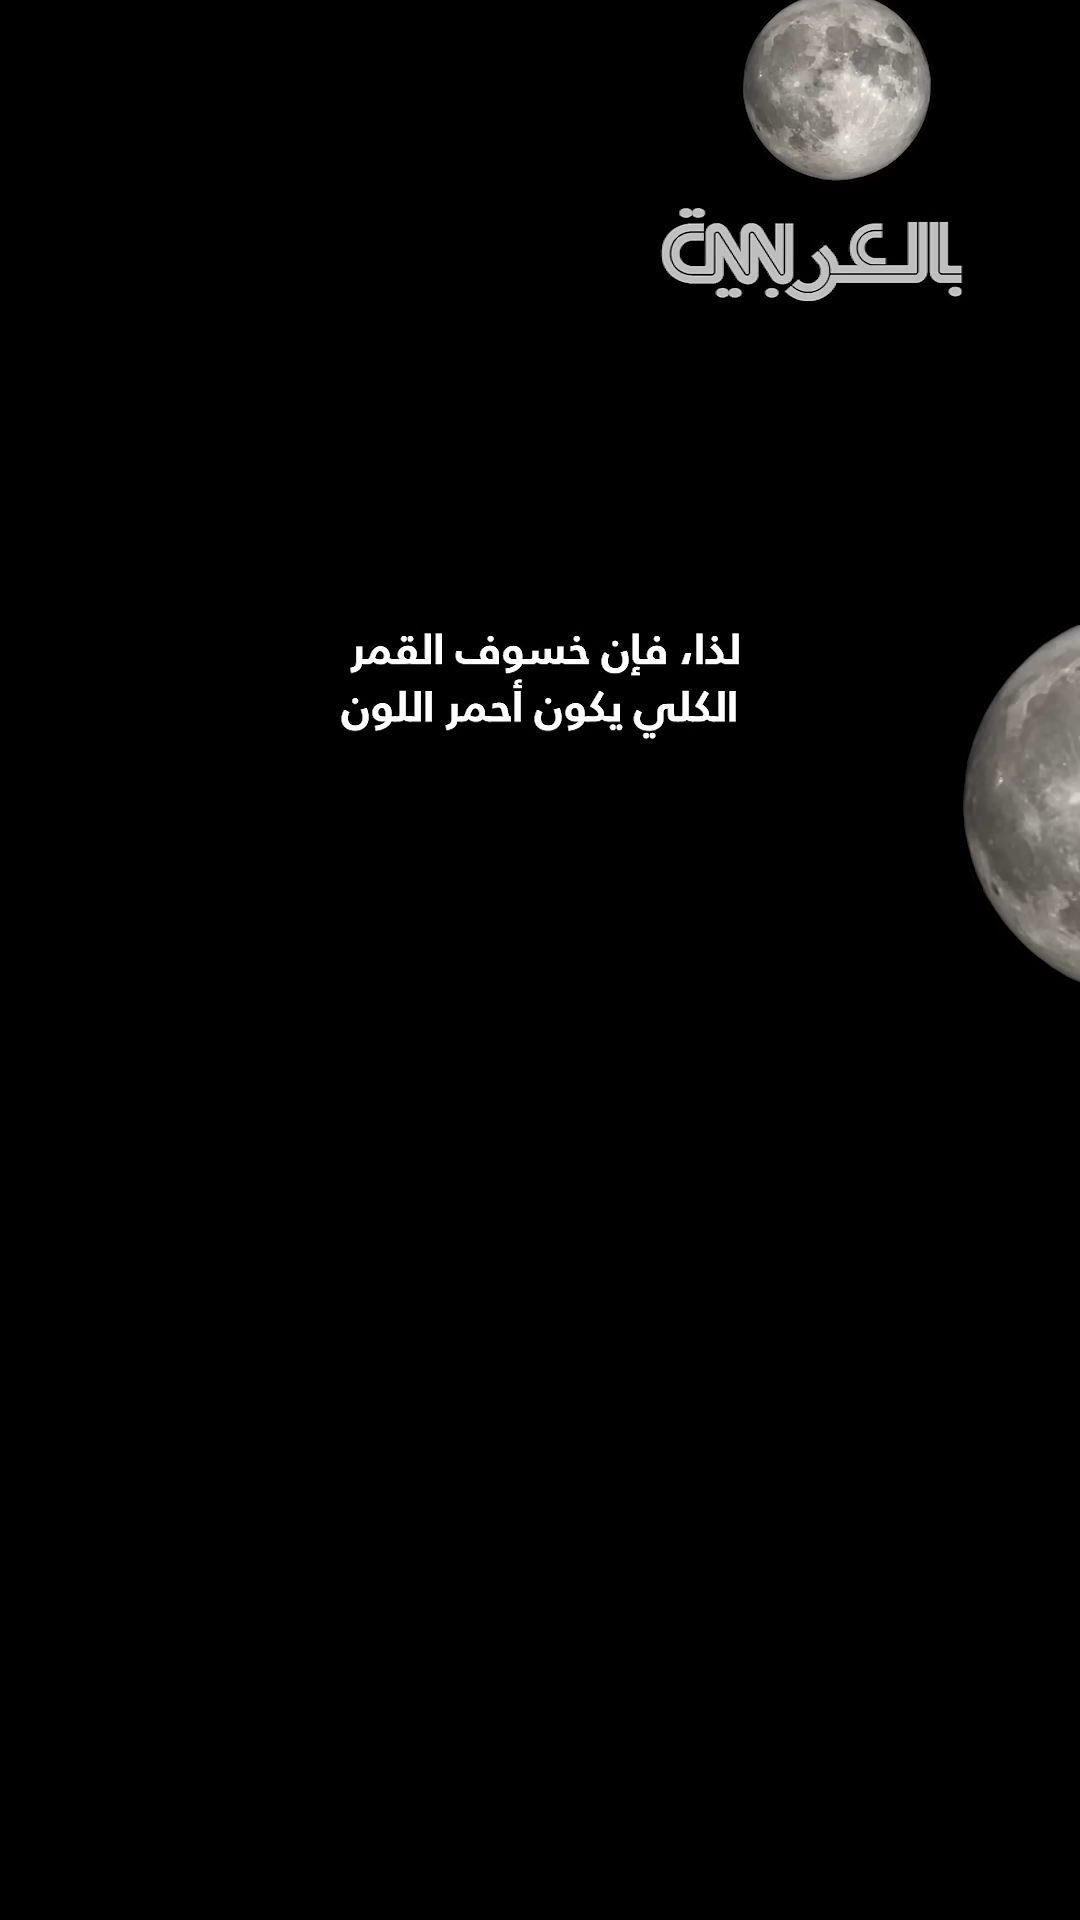 بالعربية
لذا، فإن خسوف القمر
الكلي يكون أحمر اللون